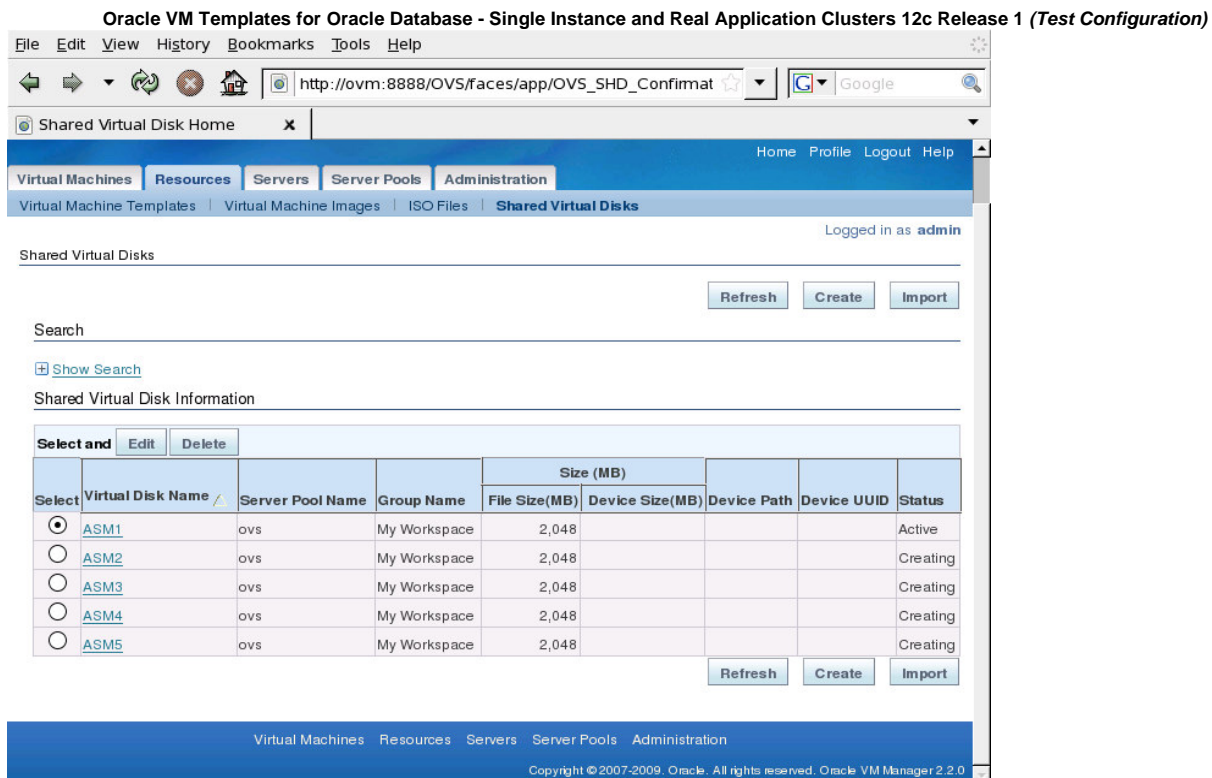 Oracle VM Templates for Oracle Database - Single Instance and Real Application Clusters 12c Release 1 (Test Configuration)
File Edit View History Bookmarks Tools Help
http://ovm:8888/OVS/faces/app/OVS_SHD_Confirmat G Google
Shared Virtual Disk Home x
Home Profile Logout Help
Virtual Machines Resources Servers Server Pools Administration
Virtual Machine Templates | Virtual Machine Images | ISO Files | Shared Virtual Disks
Logged in as admin
Shared Virtual Disks
Refresh Create Import
Search
Show Search
Shared Virtual Disk Information
Select and Edit Delete
Size (MB)
Select Virtual Disk Name Server Pool Name Group Name File Size(MB) Device Size(MB) Device Path Device UUID Status
ASM1 ovs My Workspace 2,048 Active
ASM2 ovs My Workspace 2,048 Creating
ASM3 ovs My Workspace 2,048 Creating
ASM4 ovs My Workspace 2,048 Creating
ASM5 ovs My Workspace 2,048 Creating
Refresh Create Import
Virtual Machines Resources Servers Server Pools Administration
Copyright ©2007-2009. Oracle. All rights reserved. Oracle VM Manager 2.2.0